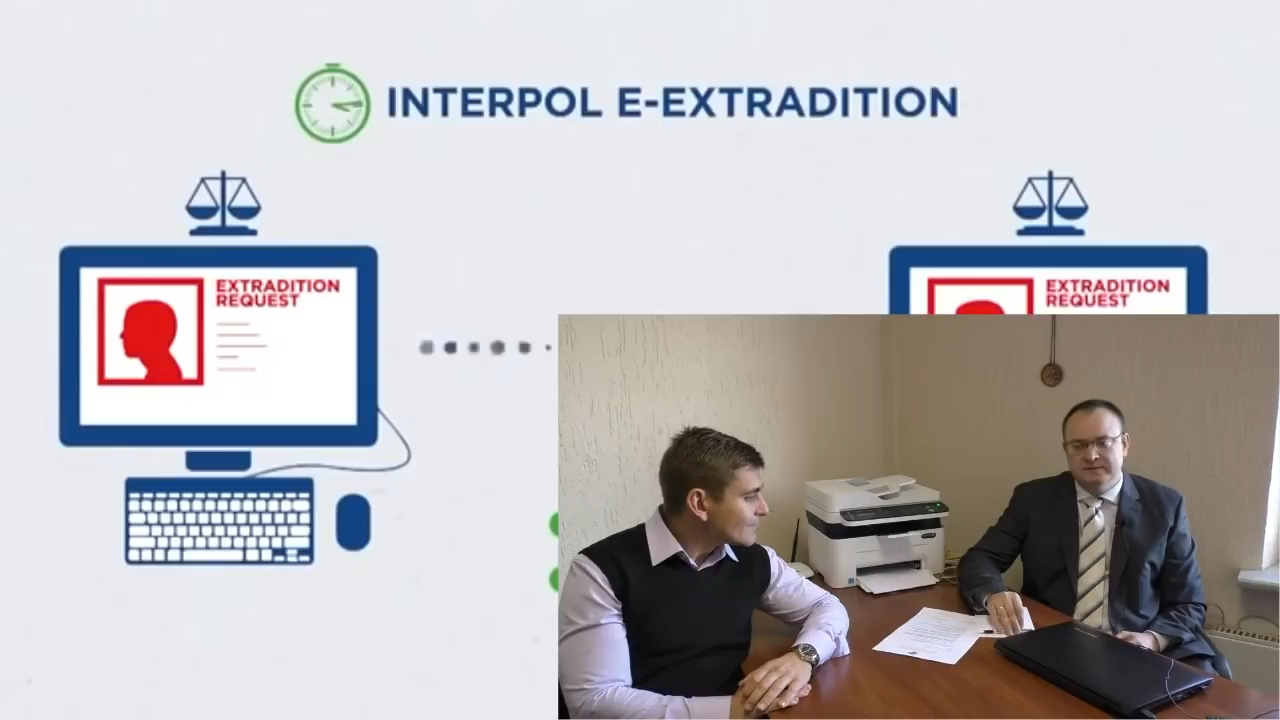 INTERPOL E-EXTRADITION
EXTRADITION
REQUEST
EXTRADITION
REQUEST